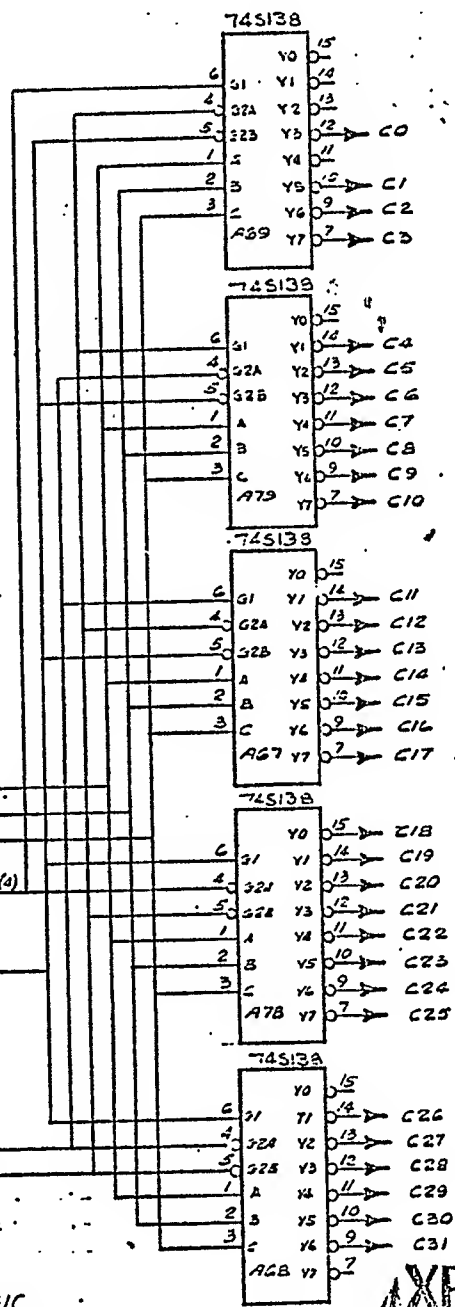 74S138
6 G1 Y0 15
4 G2A Y1 14
5 G2B Y2 13
1 Y3 12 C0
2 B Y4 11
3 C Y5 10 C1
Y6 9 C2
A69 Y7 7 C3
74S138
Y0 15
6 G1 Y1 14 C4
4 G2A Y2 13 C5
5 G2B Y3 12 C6
1 A Y4 11 C7
2 B Y5 10 C8
3 C Y6 9 C9
A79 Y7 7 C10
74S138
Y0 15
6 G1 Y1 14 C11
4 G2A Y2 13 C12
5 G2B Y3 12 C13
1 A Y4 11 C14
2 B Y5 10 C15
3 C Y6 9 C16
A67 Y7 7 C17
74S138
Y0 15 C18
6 G1 Y1 14 C19
(4) 4 G2A Y2 13 C20
5 G2B Y3 12 C21
1 A Y4 11 C22
2 B Y5 10 C23
3 C Y6 9 C24
A78 Y7 7 C25
74S138
Y0 15
6 G1 Y1 14 C26
4 G2A Y2 13 C27
5 G2B Y3 12 C28
1 A Y4 11 C29
2 B Y5 10 C30
3 C Y6 9 C31
A68 Y7 7